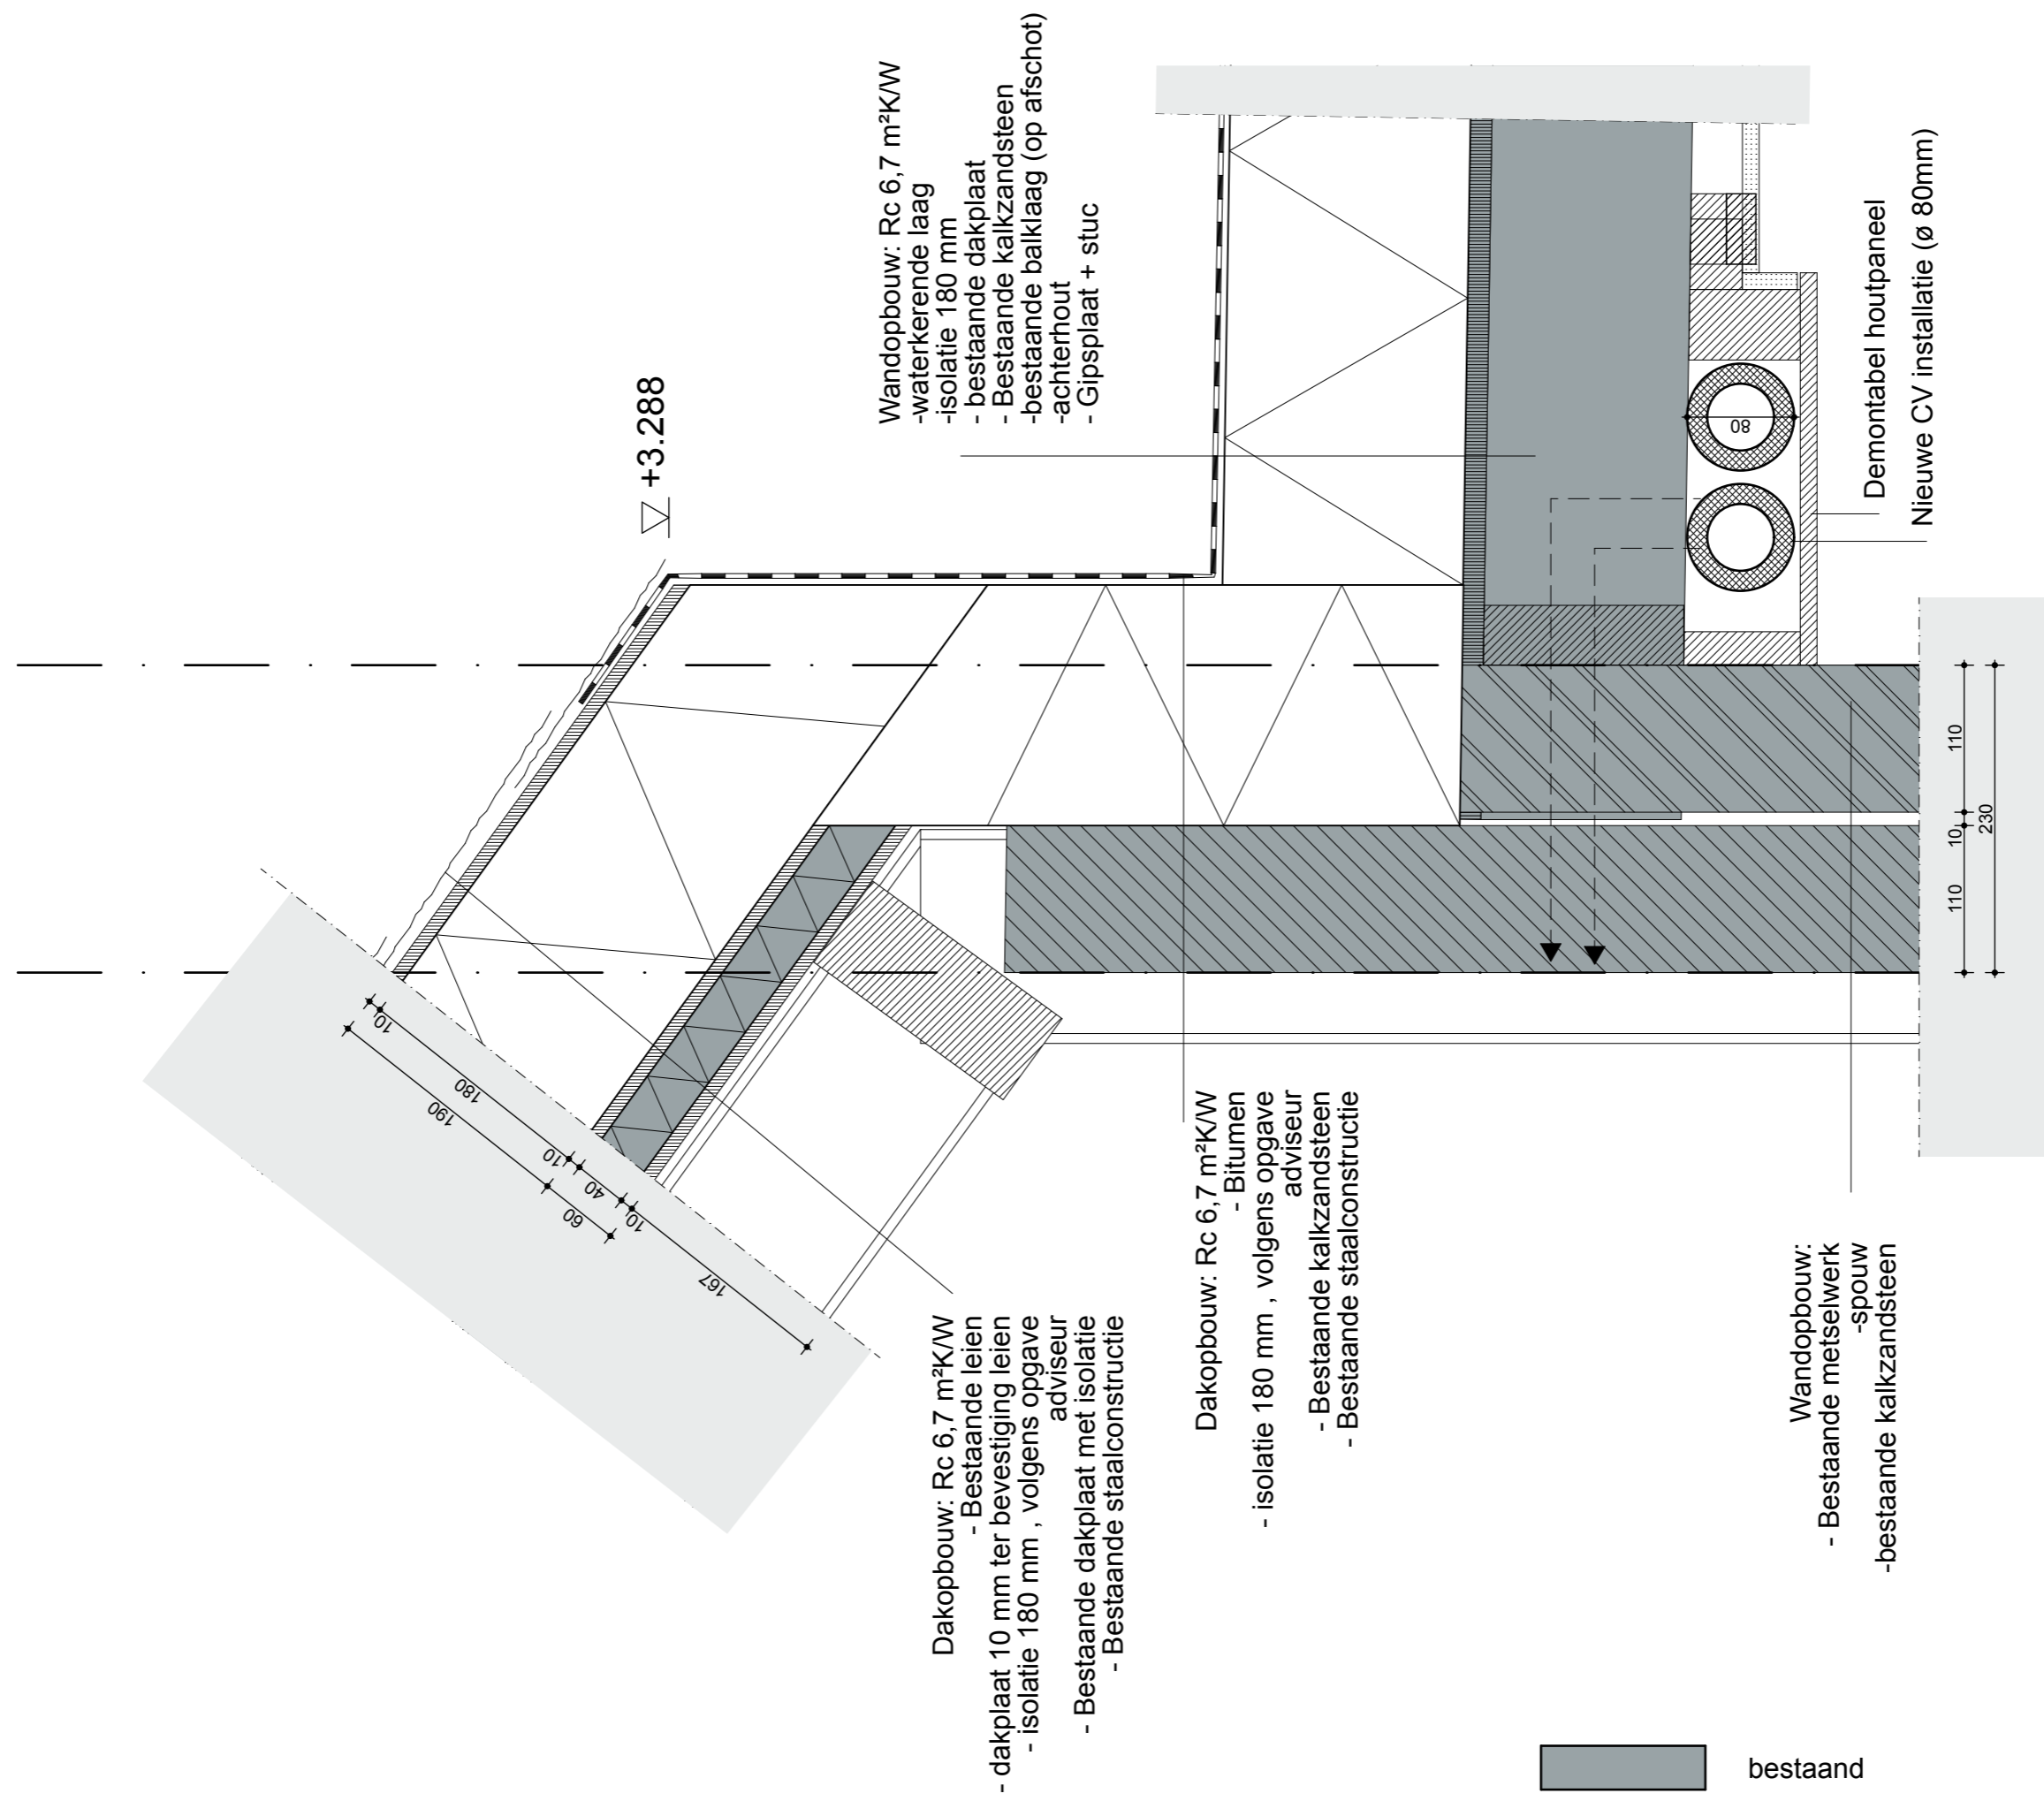 Wandopbouw: Rc 6,7 m²K/W
-waterkerende laag
-isolatie 180 mm
- bestaande dakplaat
- Bestaande kalkzandsteen
-bestaande balklaag (op afschot)
-achterhout
- Gipsplaat + stuc
+3.288
Demontabel houtpaneel
Nieuwe CV installatie (ø 80mm)
80
80
110
10
110
230
10
180
190
10
40
60
10
167
Dakopbouw: Rc 6,7 m²K/W
- Bestaande leien
- dakplaat 10 mm ter bevestiging leien
- isolatie 180 mm , volgens opgave
adviseur
- Bestaande dakplaat met isolatie
- Bestaande staalconstructie
Dakopbouw: Rc 6,7 m²K/W
- Bitumen
- isolatie 180 mm , volgens opgave
adviseur
- Bestaande kalkzandsteen
- Bestaande staalconstructie
Wandopbouw:
- Bestaande metselwerk
-spouw
-bestaande kalkzandsteen
bestaand